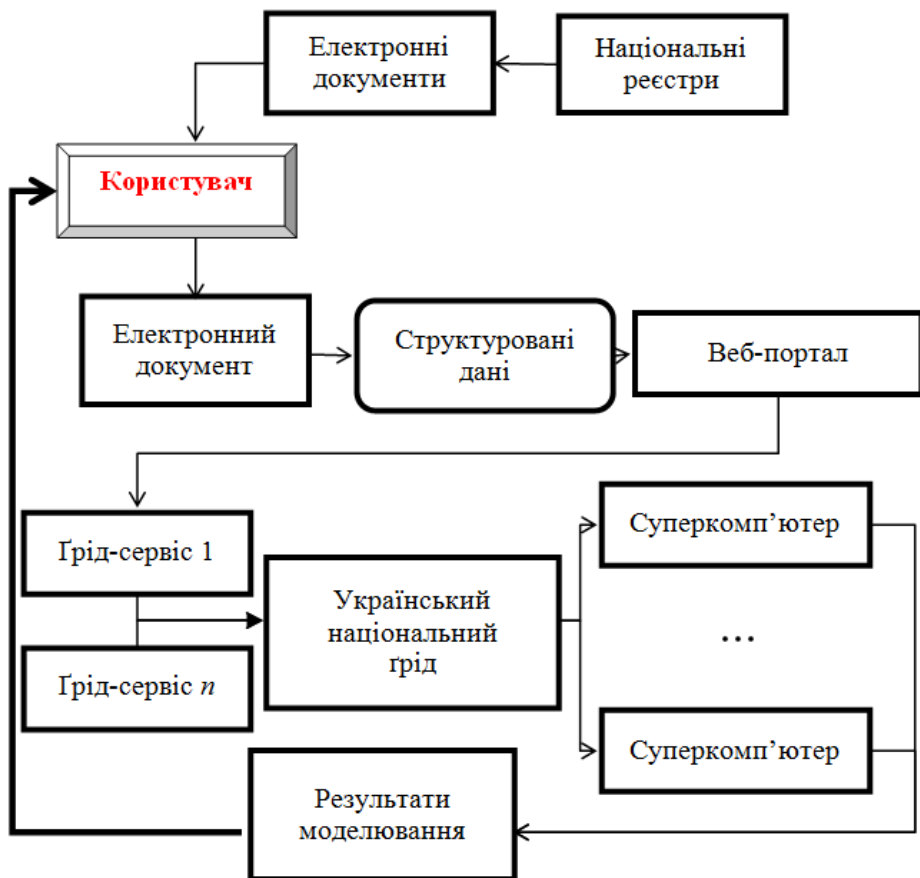 Електронні
документи
Національні
реєстри
Користувач
Електронний
документ
Структуровані
дані
Веб-портал
Ґрід-сервіс 1
Ґрід-сервіс n
Український
національний
ґрід
Суперкомп’ютер
...
Суперкомп’ютер
Результати
моделювання